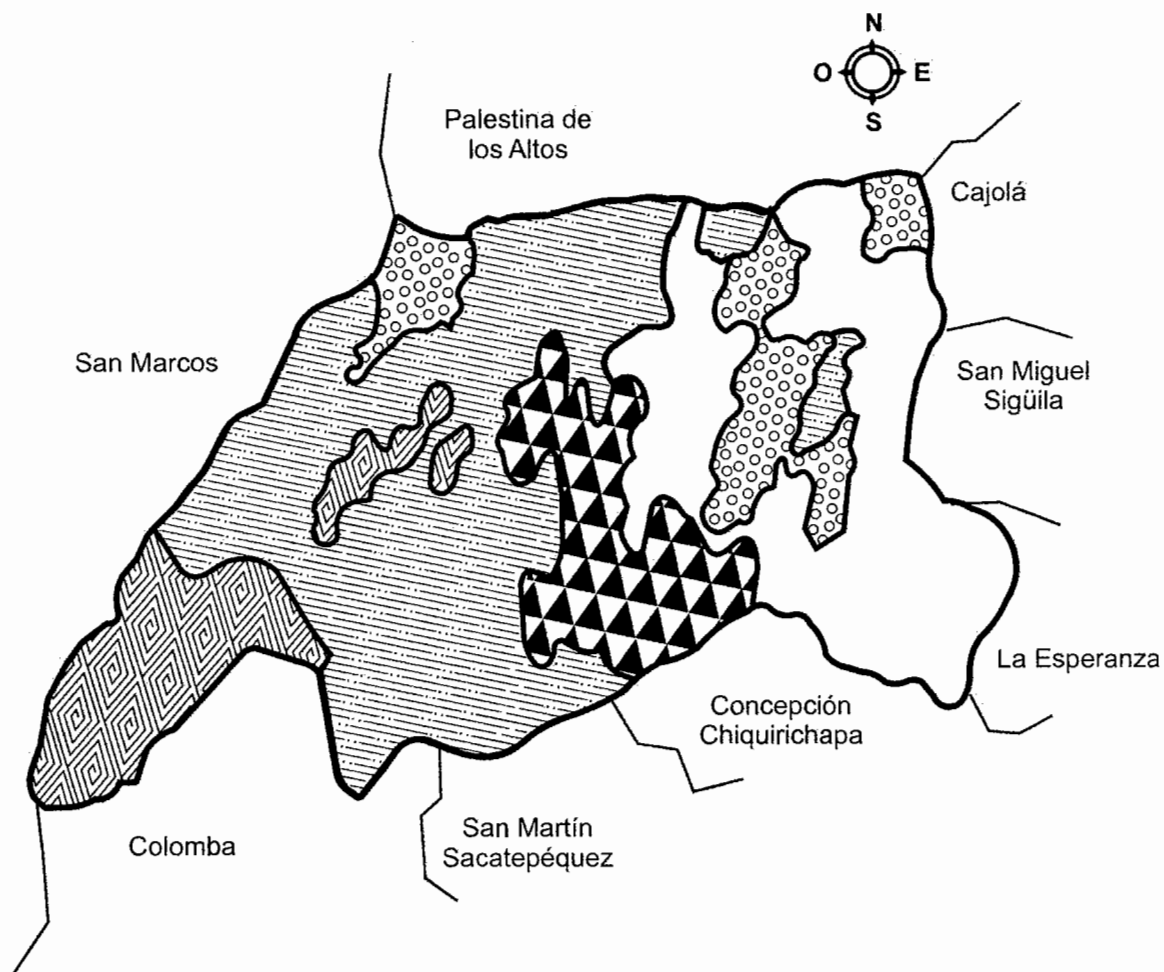 N
O E
S
Palestina de
los Altos
Cajolá
San Marcos
San Miguel
Sigüila
La Esperanza
Concepción
Chiquirichapa
San Martín
Sacatepéquez
Colomba